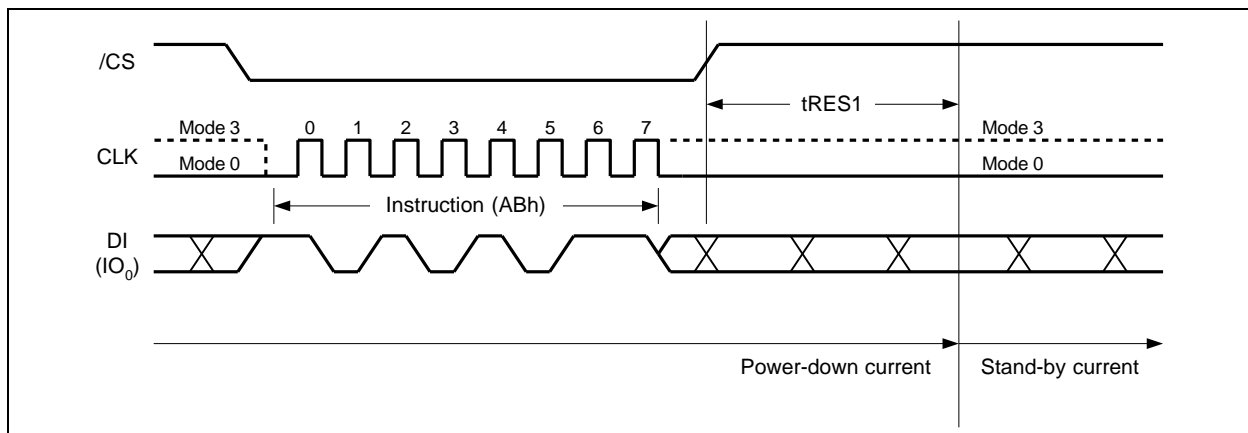 /CS
tRES1
Mode 3 0 1 2 3 4 5 6 7 Mode 3
CLK
Mode 0 Mode 0
Instruction (ABh)
DI
(IO₀)
Power-down current Stand-by current